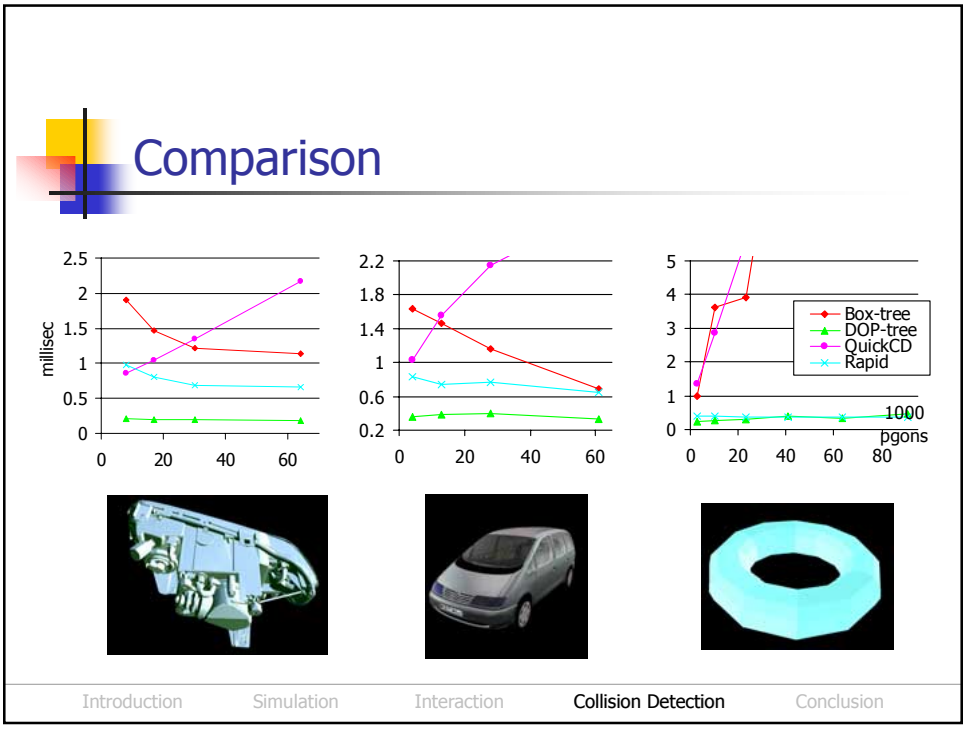 Comparison
2.5
2
1.5
1
0.5
0
millisec
0 20 40 60
2.2
1.8
1.4
1
0.6
0.2
0 20 40 60
5
4
3
2
1
0
0 20 40 60 80
Box-tree
DOP-tree
QuickCD
Rapid
1000
pgons
Introduction Simulation Interaction Collision Detection Conclusion